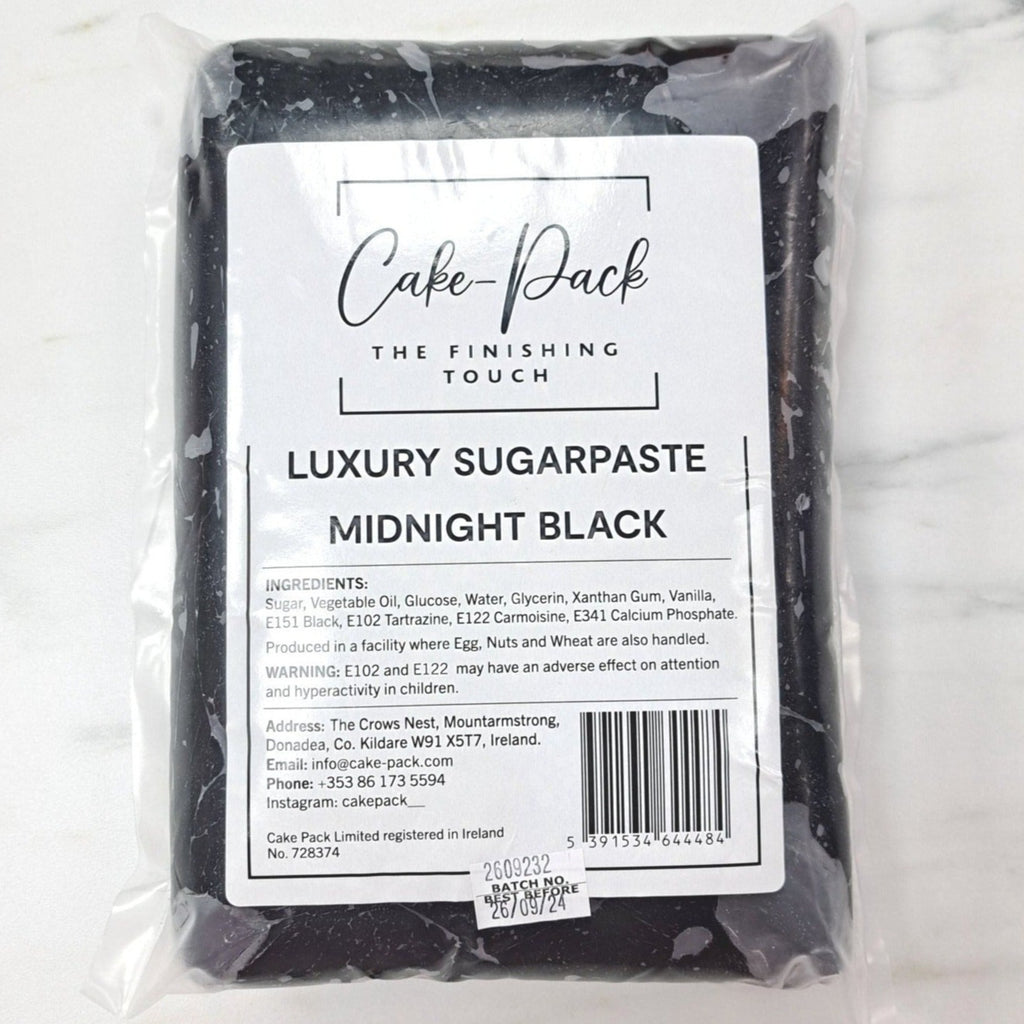 Cake-Pack
THE FINISHING
TOUCH
LUXURY SUGARPASTE
MIDNIGHT BLACK
INGREDIENTS:
Sugar, Vegetable Oil, Glucose, Water, Glycerin, Xanthan Gum, Vanilla,
E151 Black, E102 Tartrazine, E122 Carmoisine, E341 Calcium Phosphate.
Produced in a facility where Egg, Nuts and Wheat are also handled.
WARNING: E102 and E122 may have an adverse effect on attention
and hyperactivity in children.
Address: The Crows Nest, Mountarmstrong,
Donadea, Co. Kildare W91 X5T7, Ireland.
Email: info@cake-pack.com
Phone: +353 86 173 5594
Instagram: cakepack__
Cake Pack Limited registered in Ireland
No. 728374
5 391534 644484
2609232
BATCH NO.
BEST BEFORE
26/09/24